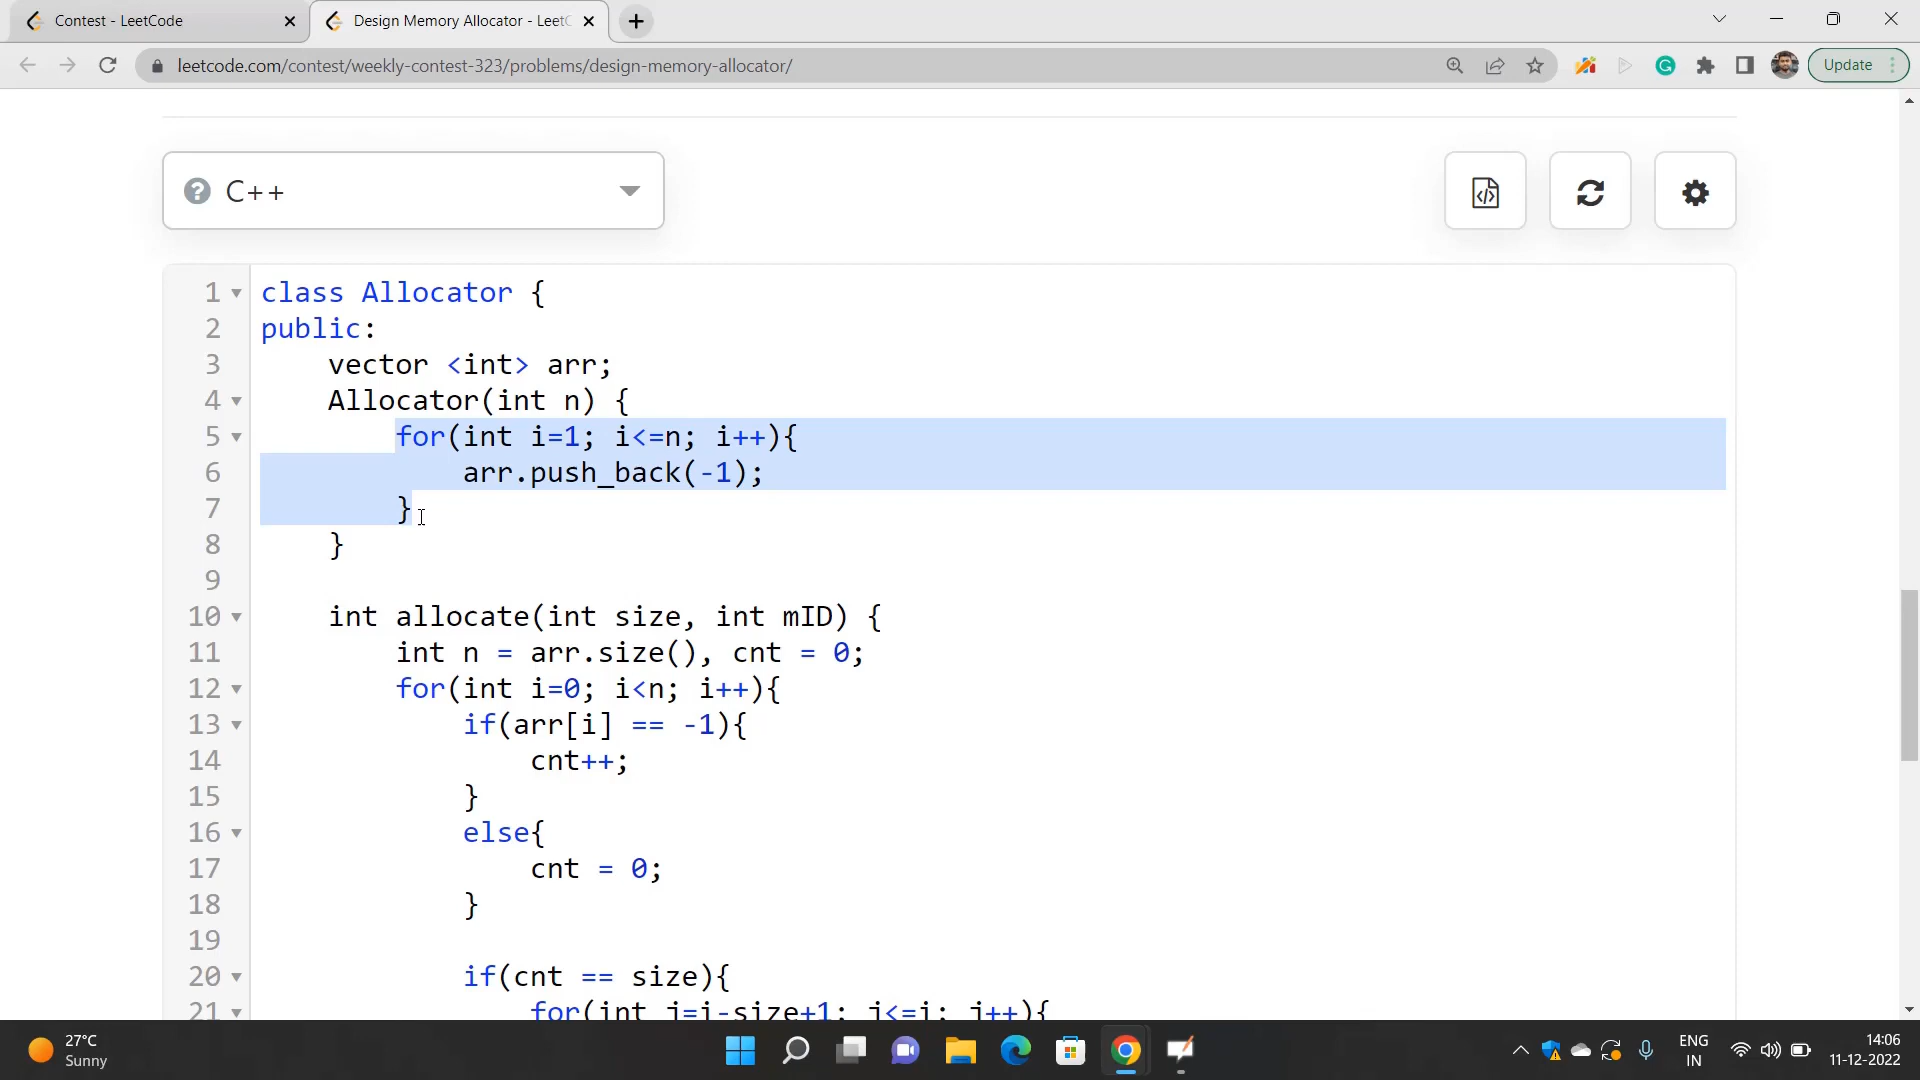 Contest - LeetCode
Design Memory Allocator - LeetC
leetcode.com/contest/weekly-contest-323/problems/design-memory-allocator/
Update
C++
1 class Allocator {
2 public:
3 vector <int> arr;
4 Allocator(int n) {
5 for(int i=1; i<=n; i++){
6 arr.push_back(-1);
7 }
8 }
9
10 int allocate(int size, int mID) {
11 int n = arr.size(), cnt = 0;
12 for(int i=0; i<n; i++){
13 if(arr[i] == -1){
14 cnt++;
15 }
16 else{
17 cnt = 0;
18 }
19
20 if(cnt == size){
21 for(int j=i-size+1; j<=i; j++){
27°C
Sunny
ENG
IN
14:06
11-12-2022